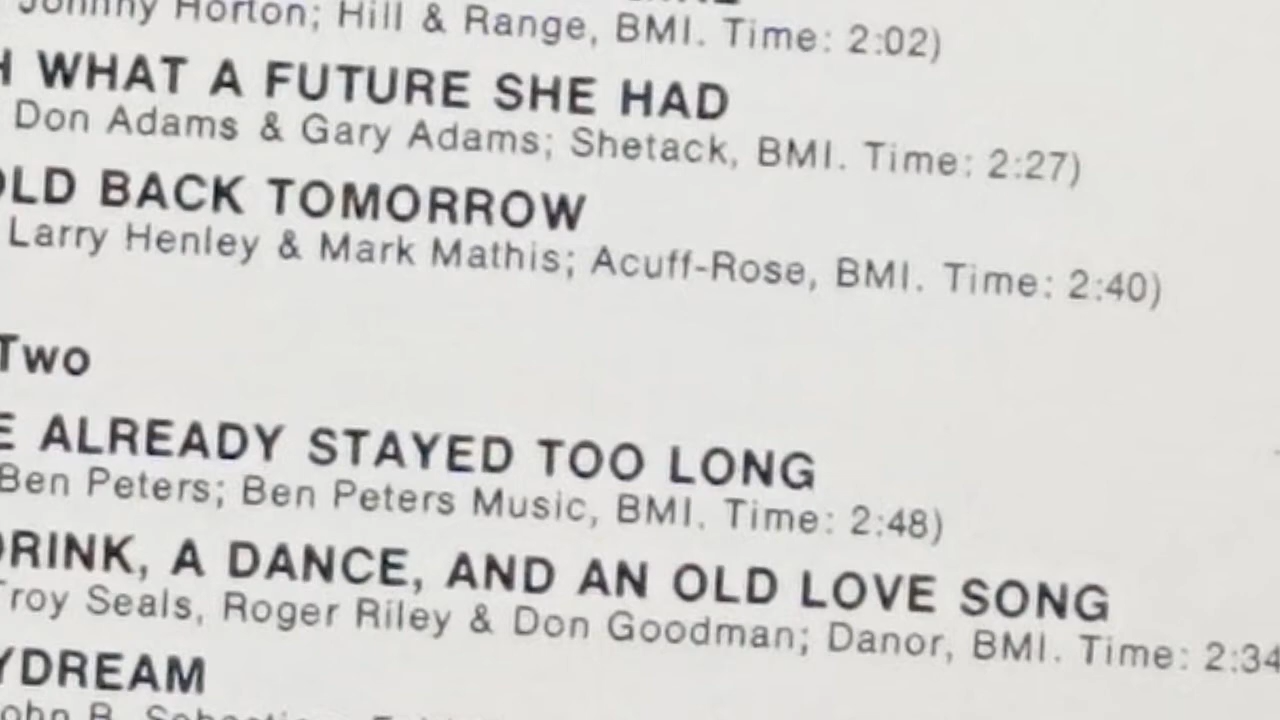 Johnny Horton; Hill & Range, BMI. Time: 2:02)
WHAT A FUTURE SHE HAD
Don Adams & Gary Adams; Shetack, BMI. Time: 2:27)
OLD BACK TOMORROW
Larry Henley & Mark Mathis; Acuff-Rose, BMI. Time: 2:40)
Two
E ALREADY STAYED TOO LONG
Ben Peters; Ben Peters Music, BMI. Time: 2:48)
DRINK, A DANCE, AND AN OLD LOVE SONG
Troy Seals, Roger Riley & Don Goodman; Danor, BMI. Time: 2:34
YDREAM
John B.